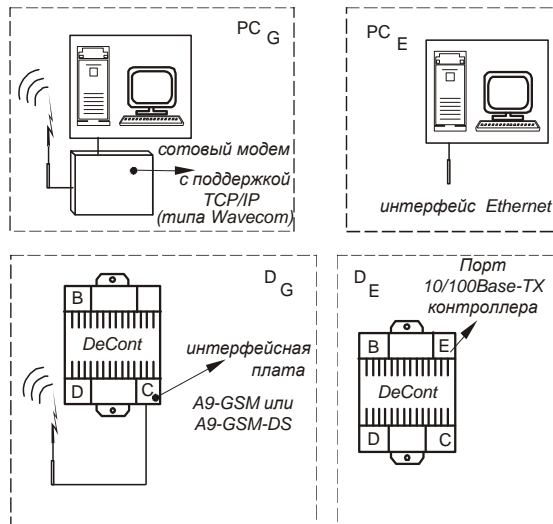 PC G
сотовый модем
с поддержкой
TCP/IP
(типа Wavecom)
PC E
интерфейс Ethernet
D G
B
DeCont
D
C
интерфейсная
плата
A9-GSM или
A9-GSM-DS
D E
Порт
10/100Base-TX
контроллера
B
E
DeCont
D
C